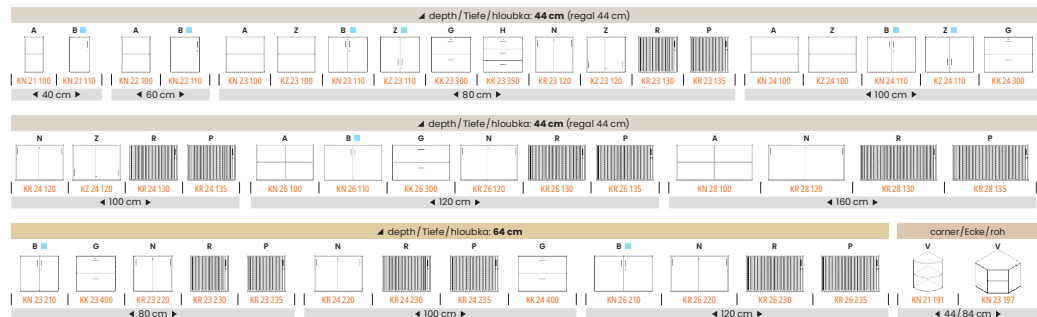 ◢ depth/Tiefe/hloubka: 44 cm (regal 44 cm)
A B A B A Z B Z G H N Z R P A Z B Z G
KN 21 100 KN 21 110 KN 22 100 KN 22 110 KN 23 100 KZ 23 100 KN 23 110 KZ 23 110 KK 23 300 KK 23 350 KR 23 120 KZ 23 120 KR 23 130 KR 23 135 KN 24 100 KZ 24 100 KN 24 110 KZ 24 110 KK 24 300
◄ 40 cm ► ◄ 60 cm ► ◄ 80 cm ► ◄ 100 cm ►
◢ depth/Tiefe/hloubka: 44 cm (regal 44 cm)
N Z R P A B G N R P A N R P
KR 24 120 KZ 24 120 KR 24 130 KR 24 135 KN 26 100 KN 26 110 KK 26 300 KR 26 120 KR 26 130 KR 26 135 KN 28 100 KR 28 120 KR 28 130 KR 28 135
◄ 100 cm ► ◄ 120 cm ► ◄ 160 cm ►
◢ depth/Tiefe/hloubka: 64 cm corner/Ecke/roh
B G N R P N R P G B N R P V V
KN 23 210 KK 23 400 KN 23 220 KR 23 230 KR 23 235 KR 24 220 KR 24 230 KR 24 235 KK 24 400 KN 26 210 KR 26 220 KR 26 230 KR 26 235 KN 21 191 KN 23 197
◄ 80 cm ► ◄ 100 cm ► ◄ 120 cm ► ◄ 44/84 cm ►